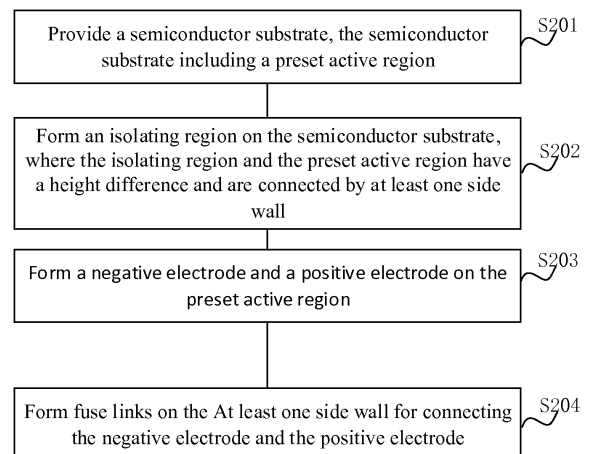 S201
Provide a semiconductor substrate, the semiconductor
substrate including a preset active region
S202
Form an isolating region on the semiconductor substrate,
where the isolating region and the preset active region have
a height difference and are connected by at least one side
wall
S203
Form a negative electrode and a positive electrode on the
preset active region
S204
Form fuse links on the At least one side wall for connecting
the negative electrode and the positive electrode